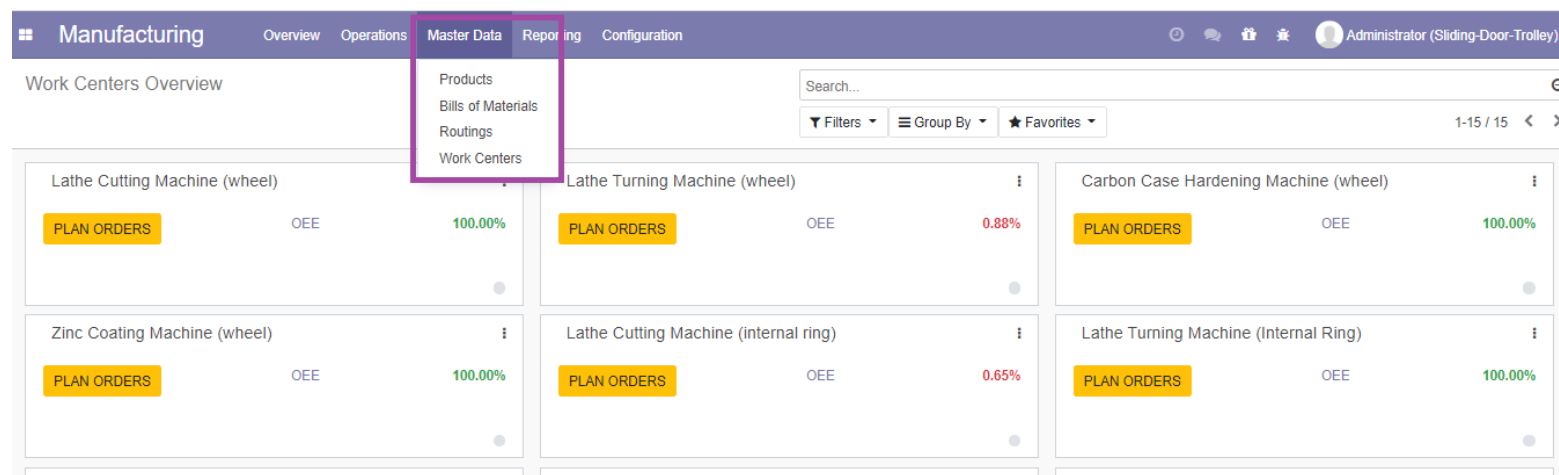 Manufacturing Overview Operations Master Data Reporting Configuration Administrator (Sliding-Door-Trolley)
Work Centers Overview
Search...
Filters Group By Favorites 1-15 / 15
Products
Bills of Materials
Routings
Work Centers
Lathe Cutting Machine (wheel)
PLAN ORDERS OEE 100.00%
Lathe Turning Machine (wheel)
PLAN ORDERS OEE 0.88%
Carbon Case Hardening Machine (wheel)
PLAN ORDERS OEE 100.00%
Zinc Coating Machine (wheel)
PLAN ORDERS OEE 100.00%
Lathe Cutting Machine (internal ring)
PLAN ORDERS OEE 0.65%
Lathe Turning Machine (Internal Ring)
PLAN ORDERS OEE 100.00%